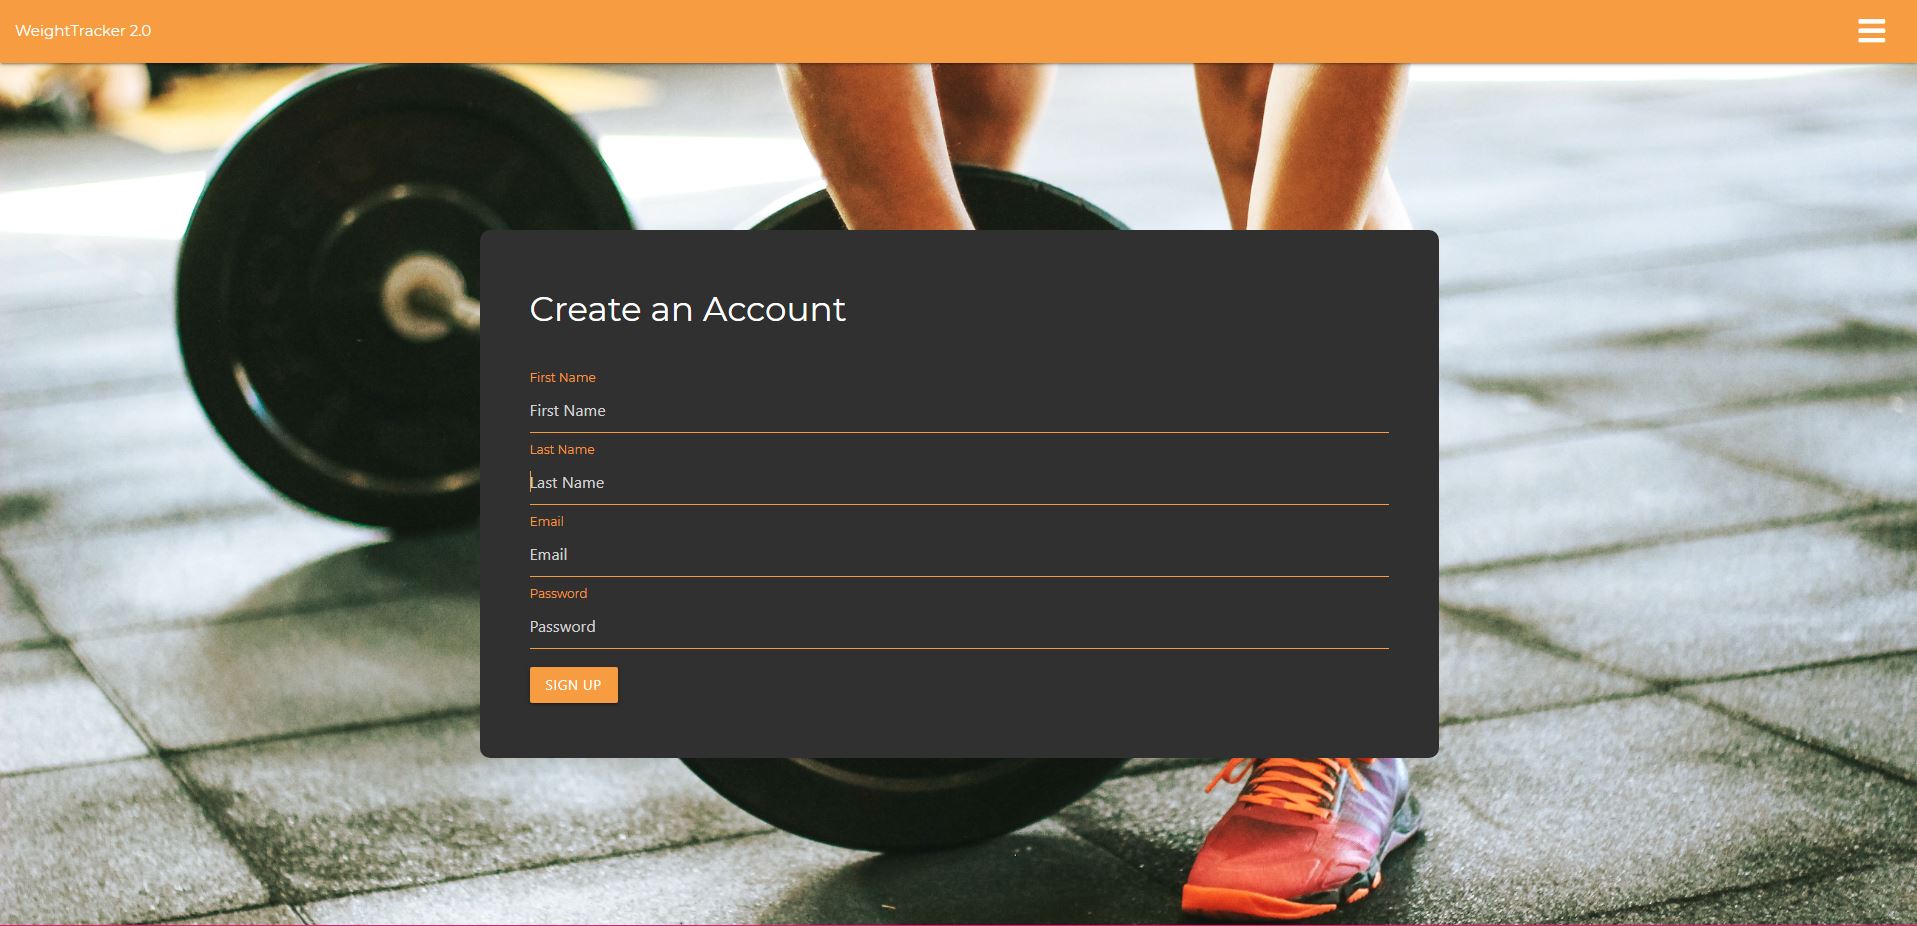 WeightTracker 2.0
Create an Account
First Name
First Name
Last Name
Last Name
Email
Email
Password
Password
SIGN UP